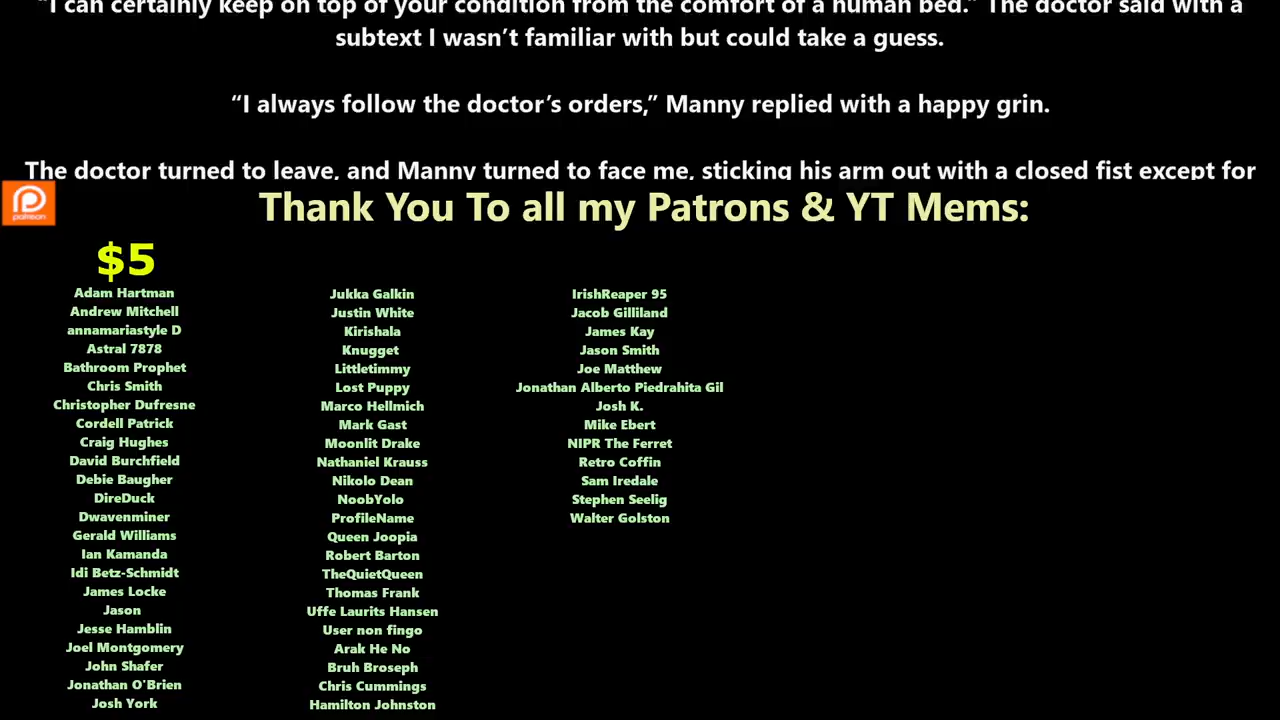 “I can certainly keep on top of your condition from the comfort of a human bed.” The doctor said with a
subtext I wasn’t familiar with but could take a guess.
“I always follow the doctor’s orders,” Manny replied with a happy grin.
The doctor turned to leave, and Manny turned to face me, sticking his arm out with a closed fist except for
patreon
Thank You To all my Patrons & YT Mems:
$5
Adam Hartman
Andrew Mitchell
annamariastyle D
Astral 7878
Bathroom Prophet
Chris Smith
Christopher Dufresne
Cordell Patrick
Craig Hughes
David Burchfield
Debie Baugher
DireDuck
Dwavenminer
Gerald Williams
Ian Kamanda
Idi Betz-Schmidt
James Locke
Jason
Jesse Hamblin
Joel Montgomery
John Shafer
Jonathan O'Brien
Josh York
Jukka Galkin
Justin White
Kirishala
Knugget
Littletimmy
Lost Puppy
Marco Hellmich
Mark Gast
Moonlit Drake
Nathaniel Krauss
Nikolo Dean
NoobYolo
ProfileName
Queen Joopia
Robert Barton
TheQuietQueen
Thomas Frank
Uffe Laurits Hansen
User non fingo
Arak He No
Bruh Broseph
Chris Cummings
Hamilton Johnston
IrishReaper 95
Jacob Gilliland
James Kay
Jason Smith
Joe Matthew
Jonathan Alberto Piedrahita Gil
Josh K.
Mike Ebert
NIPR The Ferret
Retro Coffin
Sam Iredale
Stephen Seelig
Walter Golston